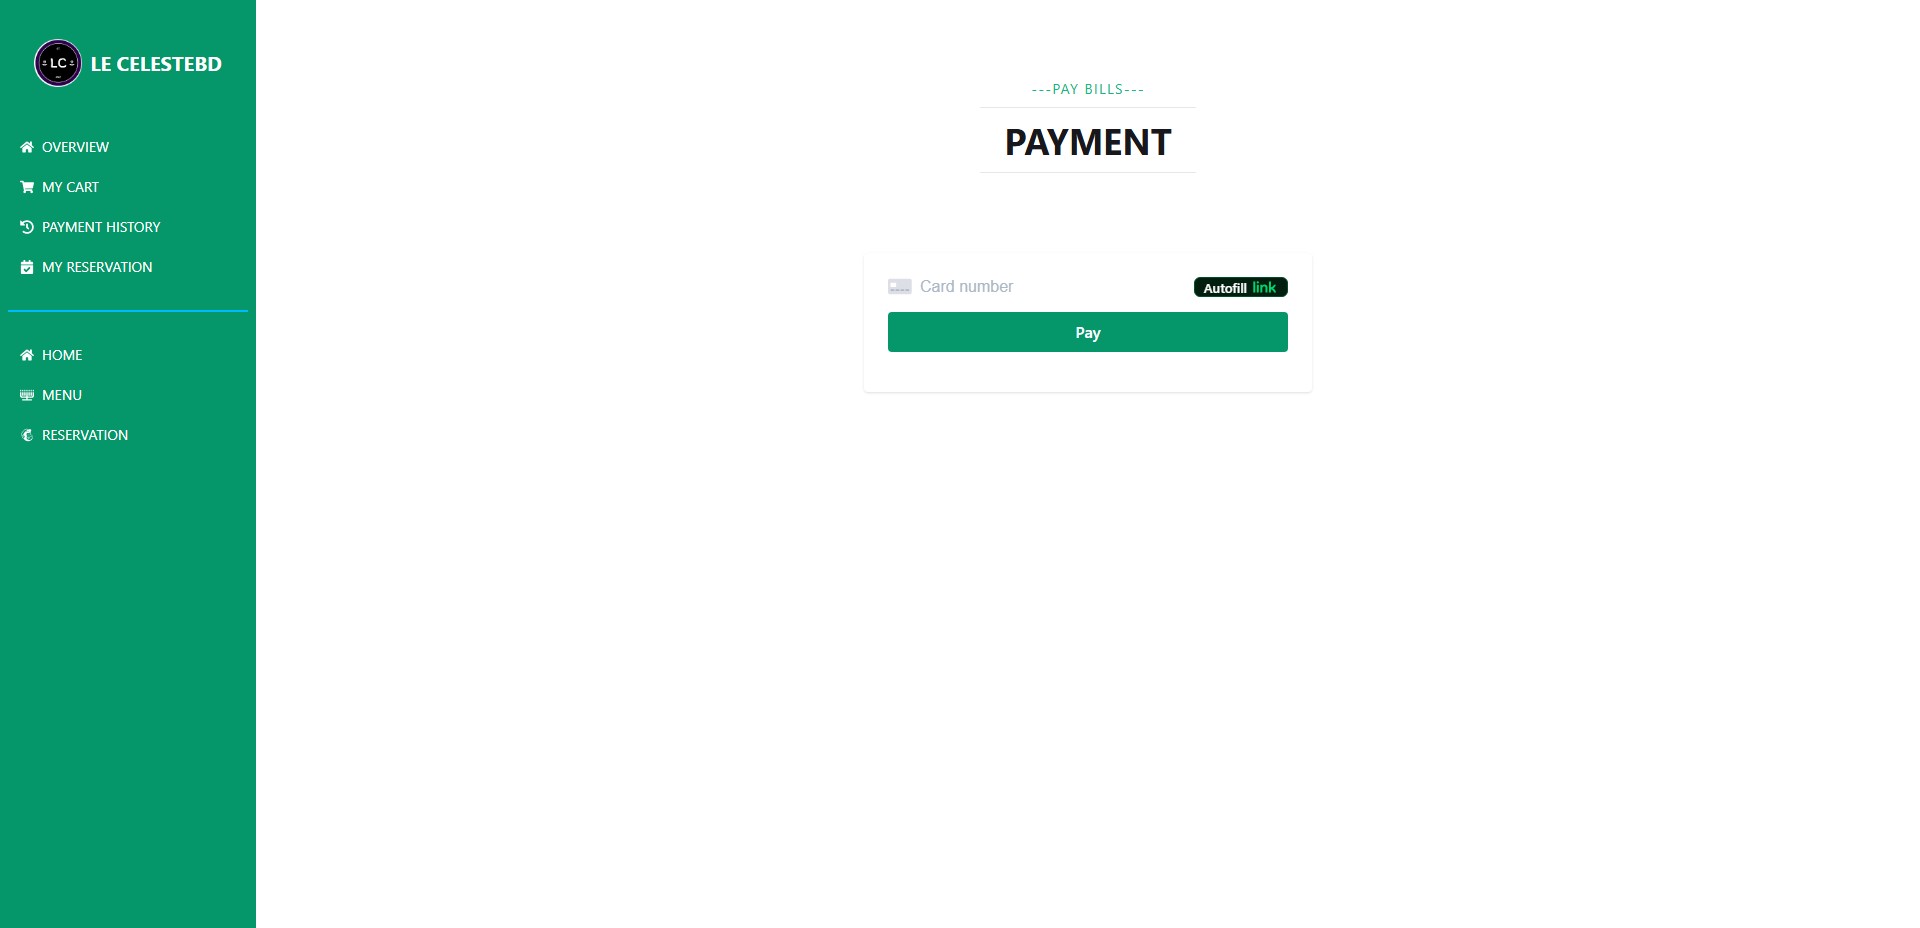 LC
LE CELESTEBD
OVERVIEW
MY CART
PAYMENT HISTORY
MY RESERVATION
HOME
MENU
RESERVATION
---PAY BILLS---
PAYMENT
Card number
Autofill link
Pay